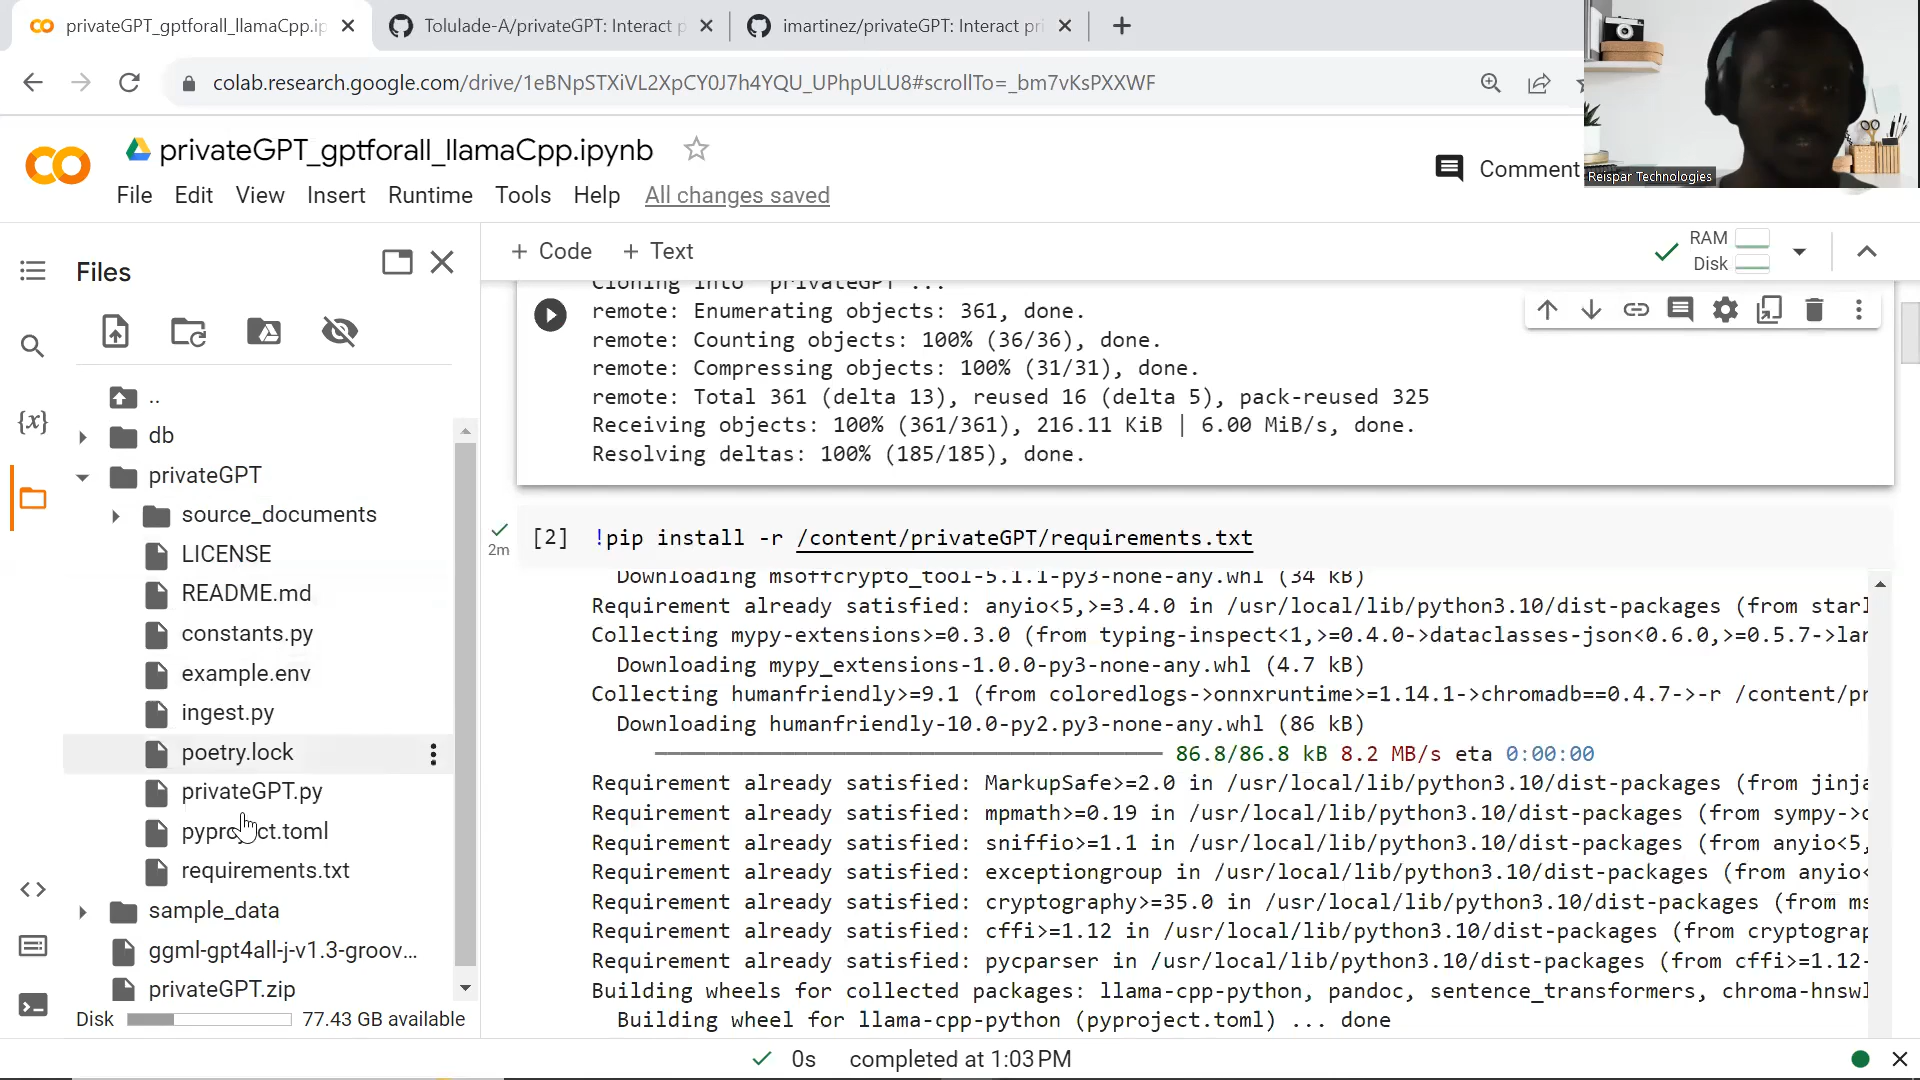 privateGPT_gptforall_llamaCpp.ip
Tolulade-A/privateGPT: Interact p
imartinez/privateGPT: Interact pri
colab.research.google.com/drive/1eBNpSTXiVL2XpCY0J7h4YQU_UPhpULU8#scrollTo=_bm7vKsPXXWF
privateGPT_gptforall_llamaCpp.ipynb
Comment
Reispar Technologies
File Edit View Insert Runtime Tools Help All changes saved
Files
+ Code + Text
RAM
Disk
..
db
privateGPT
source_documents
LICENSE
README.md
constants.py
example.env
ingest.py
poetry.lock
privateGPT.py
pyproject.toml
requirements.txt
sample_data
ggml-gpt4all-j-v1.3-groov...
privateGPT.zip
Disk 77.43 GB available
Cloning into 'privateGPT'...
remote: Enumerating objects: 361, done.
remote: Counting objects: 100% (36/36), done.
remote: Compressing objects: 100% (31/31), done.
remote: Total 361 (delta 13), reused 16 (delta 5), pack-reused 325
Receiving objects: 100% (361/361), 216.11 KiB | 6.00 MiB/s, done.
Resolving deltas: 100% (185/185), done.
2m
[2] !pip install -r /content/privateGPT/requirements.txt
Downloading msoffcrypto_tool-5.1.1-py3-none-any.whl (34 kB)
Requirement already satisfied: anyio<5,>=3.4.0 in /usr/local/lib/python3.10/dist-packages (from starl
Collecting mypy-extensions>=0.3.0 (from typing-inspect<1,>=0.4.0->dataclasses-json<0.6.0,>=0.5.7->lan
Downloading mypy_extensions-1.0.0-py3-none-any.whl (4.7 kB)
Collecting humanfriendly>=9.1 (from coloredlogs->onnxruntime>=1.14.1->chromadb==0.4.7->-r /content/pr
Downloading humanfriendly-10.0-py2.py3-none-any.whl (86 kB)
86.8/86.8 kB 8.2 MB/s eta 0:00:00
Requirement already satisfied: MarkupSafe>=2.0 in /usr/local/lib/python3.10/dist-packages (from jinja
Requirement already satisfied: mpmath>=0.19 in /usr/local/lib/python3.10/dist-packages (from sympy->o
Requirement already satisfied: sniffio>=1.1 in /usr/local/lib/python3.10/dist-packages (from anyio<5,
Requirement already satisfied: exceptiongroup in /usr/local/lib/python3.10/dist-packages (from anyio<
Requirement already satisfied: cryptography>=35.0 in /usr/local/lib/python3.10/dist-packages (from ms
Requirement already satisfied: cffi>=1.12 in /usr/local/lib/python3.10/dist-packages (from cryptograp
Requirement already satisfied: pycparser in /usr/local/lib/python3.10/dist-packages (from cffi>=1.12-
Building wheels for collected packages: llama-cpp-python, pandoc, sentence_transformers, chroma-hnswl
Building wheel for llama-cpp-python (pyproject.toml) ... done
0s completed at 1:03 PM